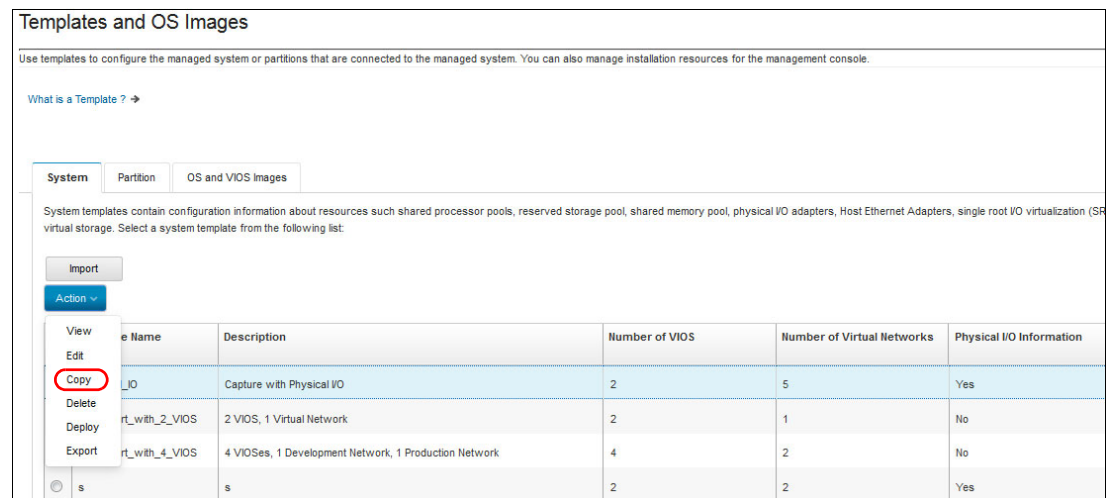 Templates and OS Images
Use templates to configure the managed system or partitions that are connected to the managed system. You can also manage installation resources for the management console.
What is a Template ? →
System Partition OS and VIOS Images
System templates contain configuration information about resources such shared processor pools, reserved storage pool, shared memory pool, physical I/O adapters, Host Ethernet Adapters, single root I/O virtualization (SR
virtual storage. Select a system template from the following list:
Import
Action
View
Edit
Copy
Delete
Deploy
Export
e Name Description Number of VIOS Number of Virtual Networks Physical I/O Information
_IO Capture with Physical I/O 2 5 Yes
rt_with_2_VIOS 2 VIOS, 1 Virtual Network 2 1 No
rt_with_4_VIOS 4 VIOSes, 1 Development Network, 1 Production Network 4 2 No
s s 2 2 Yes